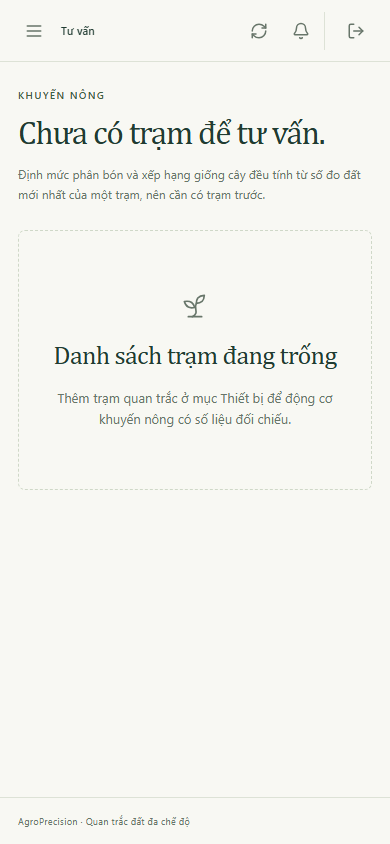 Tư vấn
KHUYẾN NÔNG
Chưa có trạm để tư vấn.
Định mức phân bón và xếp hạng giống cây đều tính từ số đo đất
mới nhất của một trạm, nên cần có trạm trước.
Danh sách trạm đang trống
Thêm trạm quan trắc ở mục Thiết bị để động cơ
khuyến nông có số liệu đối chiếu.
AgroPrecision · Quan trắc đất đa chế độ